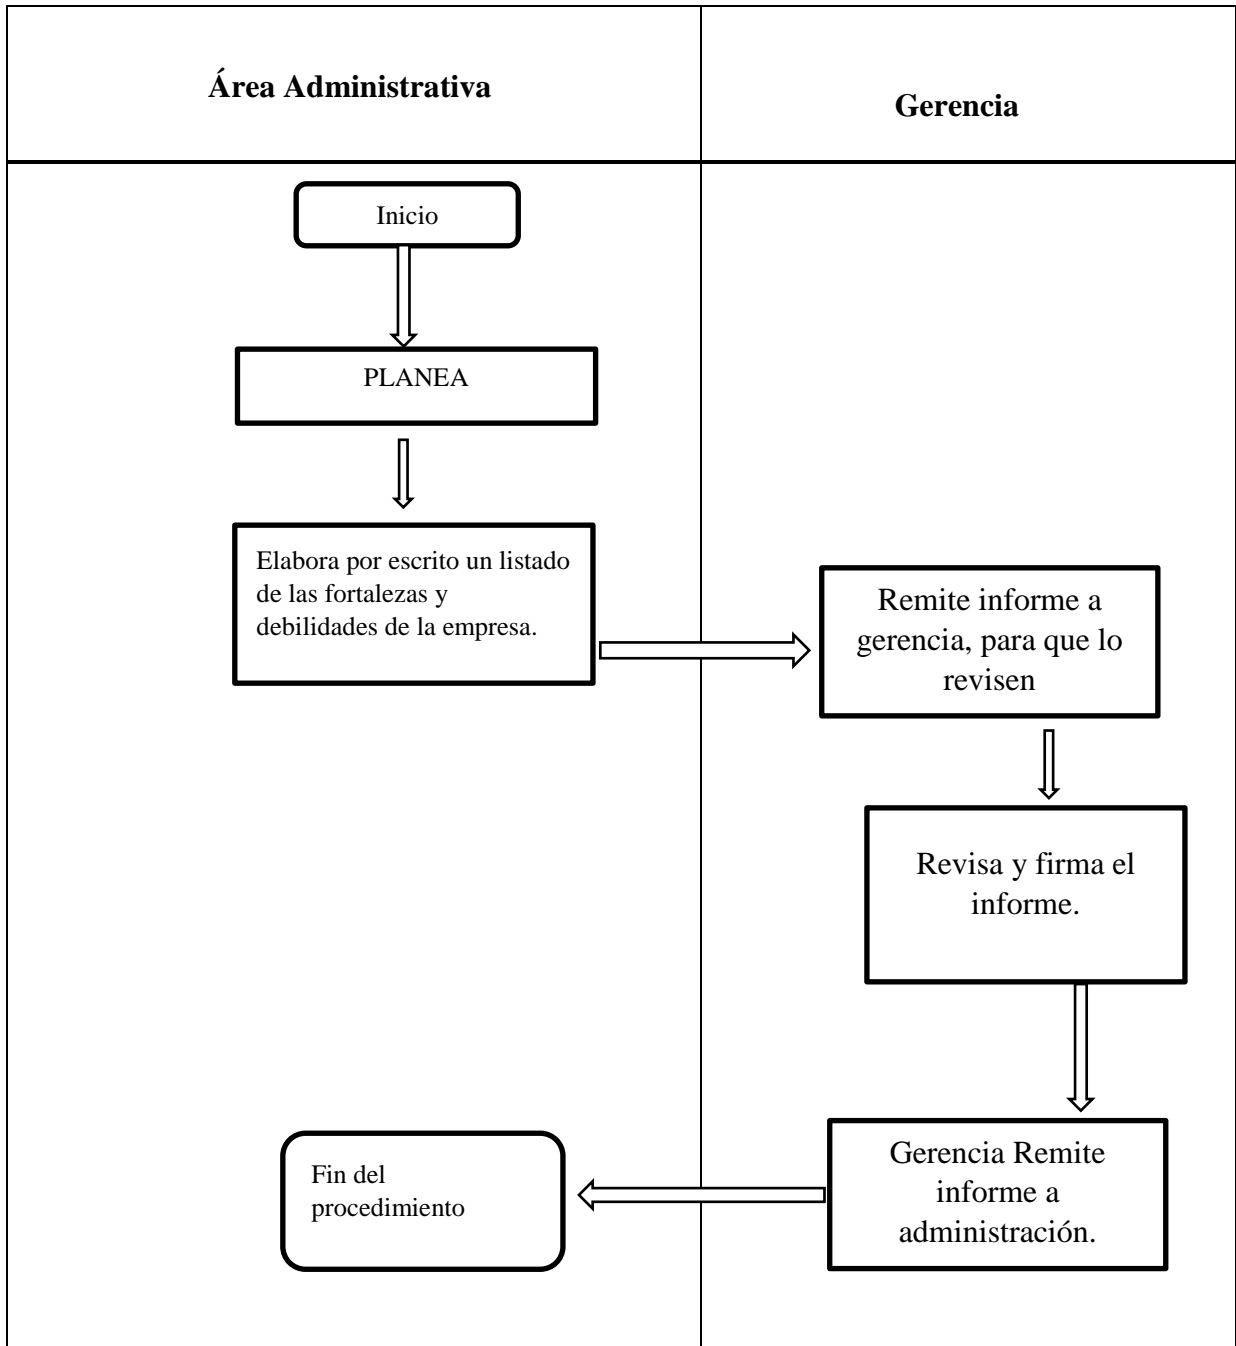 Área Administrativa
Gerencia
Inicio
PLANEA
Elabora por escrito un listado
de las fortalezas y
debilidades de la empresa.
Remite informe a
gerencia, para que lo
revisen
Revisa y firma el
informe.
Gerencia Remite
informe a
administración.
Fin del
procedimiento